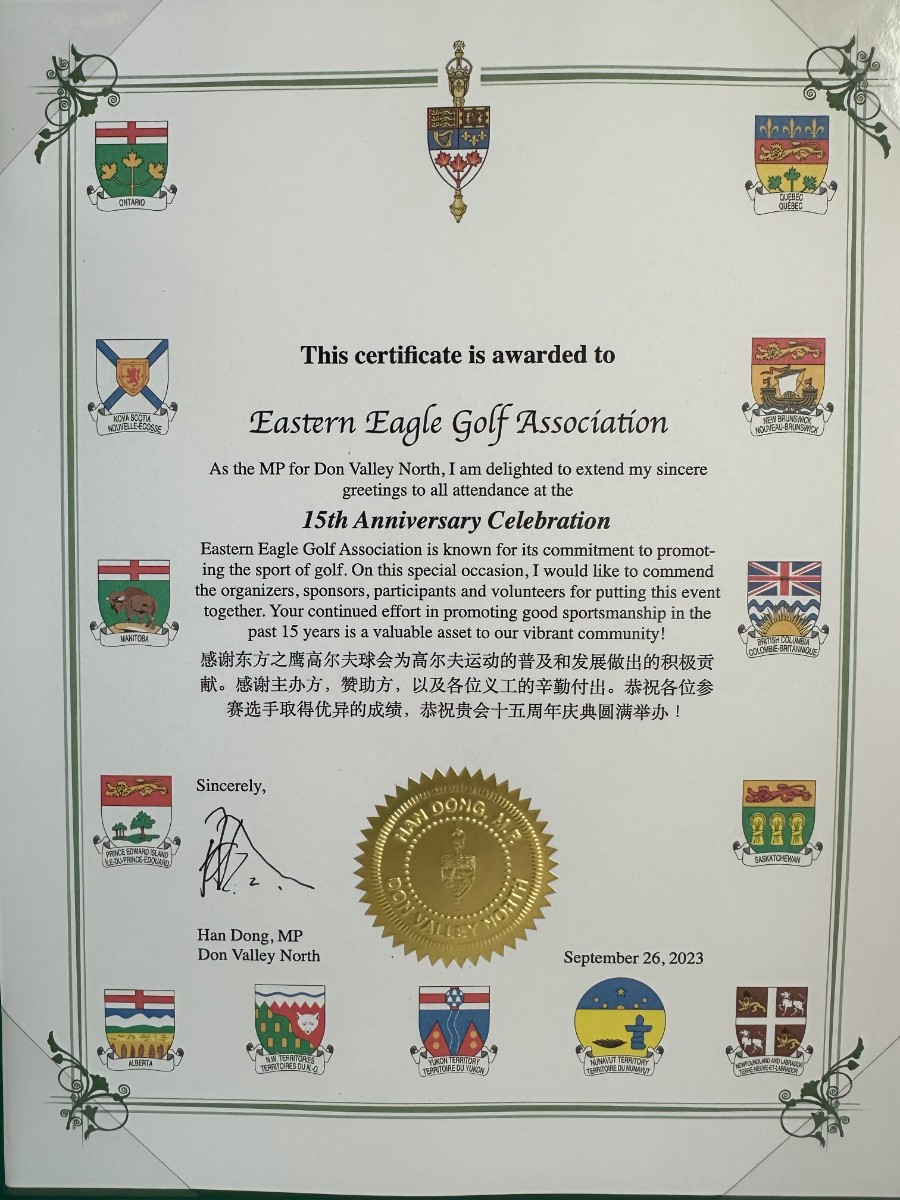 ONTARIO
QUEBEC
QUÉBEC
This certificate is awarded to
NOVA SCOTIA
NOUVELLE-ÉCOSSE
NEW BRUNSWICK
NOUVEAU-BRUNSWICK
Eastern Eagle Golf Association
As the MP for Don Valley North, I am delighted to extend my sincere
greetings to all attendance at the
15th Anniversary Celebration
Eastern Eagle Golf Association is known for its commitment to promot-
ing the sport of golf. On this special occasion, I would like to commend
the organizers, sponsors, participants and volunteers for putting this event
together. Your continued effort in promoting good sportsmanship in the
past 15 years is a valuable asset to our vibrant community!
MANITOBA
BRITISH COLUMBIA
COLOMBIE-BRITANNIQUE
感谢东方之鹰高尔夫球会为高尔夫运动的普及和发展做出的积极贡
献。感谢主办方，赞助方，以及各位义工的辛勤付出。恭祝各位参
赛选手取得优异的成绩，恭祝贵会十五周年庆典圆满举办！
Sincerely,
HAN DONG, M.P.
DON VALLEY NORTH
PRINCE EDWARD ISLAND
ÎLE-DU-PRINCE-ÉDOUARD
SASKATCHEWAN
Han Dong, MP
Don Valley North
September 26, 2023
ALBERTA
N.W. TERRITORIES
TERRITOIRES DU N.-O.
YUKON TERRITORY
TERRITOIRE DU YUKON
NUNAVUT TERRITORY
TERRITOIRE DU NUNAVUT
NEWFOUNDLAND AND LABRADOR
TERRE-NEUVE-ET-LABRADOR